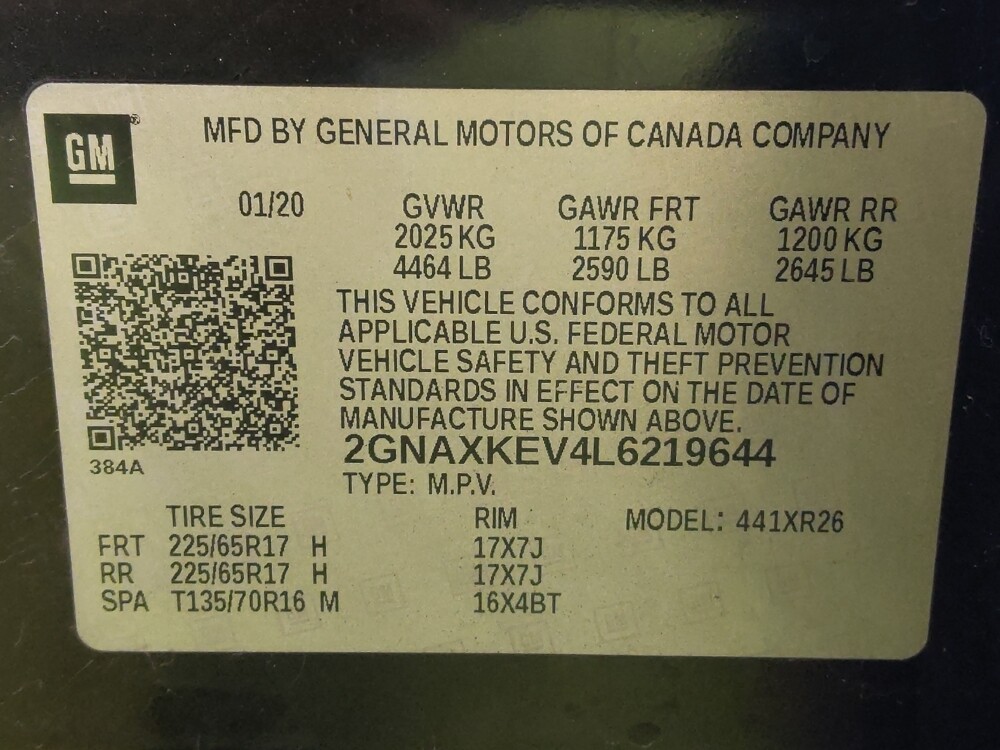 GM®
MFD BY GENERAL MOTORS OF CANADA COMPANY
01/20 GVWR GAWR FRT GAWR RR
2025 KG 1175 KG 1200 KG
4464 LB 2590 LB 2645 LB
THIS VEHICLE CONFORMS TO ALL
APPLICABLE U.S. FEDERAL MOTOR
VEHICLE SAFETY AND THEFT PREVENTION
STANDARDS IN EFFECT ON THE DATE OF
MANUFACTURE SHOWN ABOVE.
2GNAXKEV4L6219644
384A
TYPE: M.P.V.
TIRE SIZE RIM MODEL: 441XR26
FRT 225/65R17 H 17X7J
RR 225/65R17 H 17X7J
SPA T135/70R16 M 16X4BT